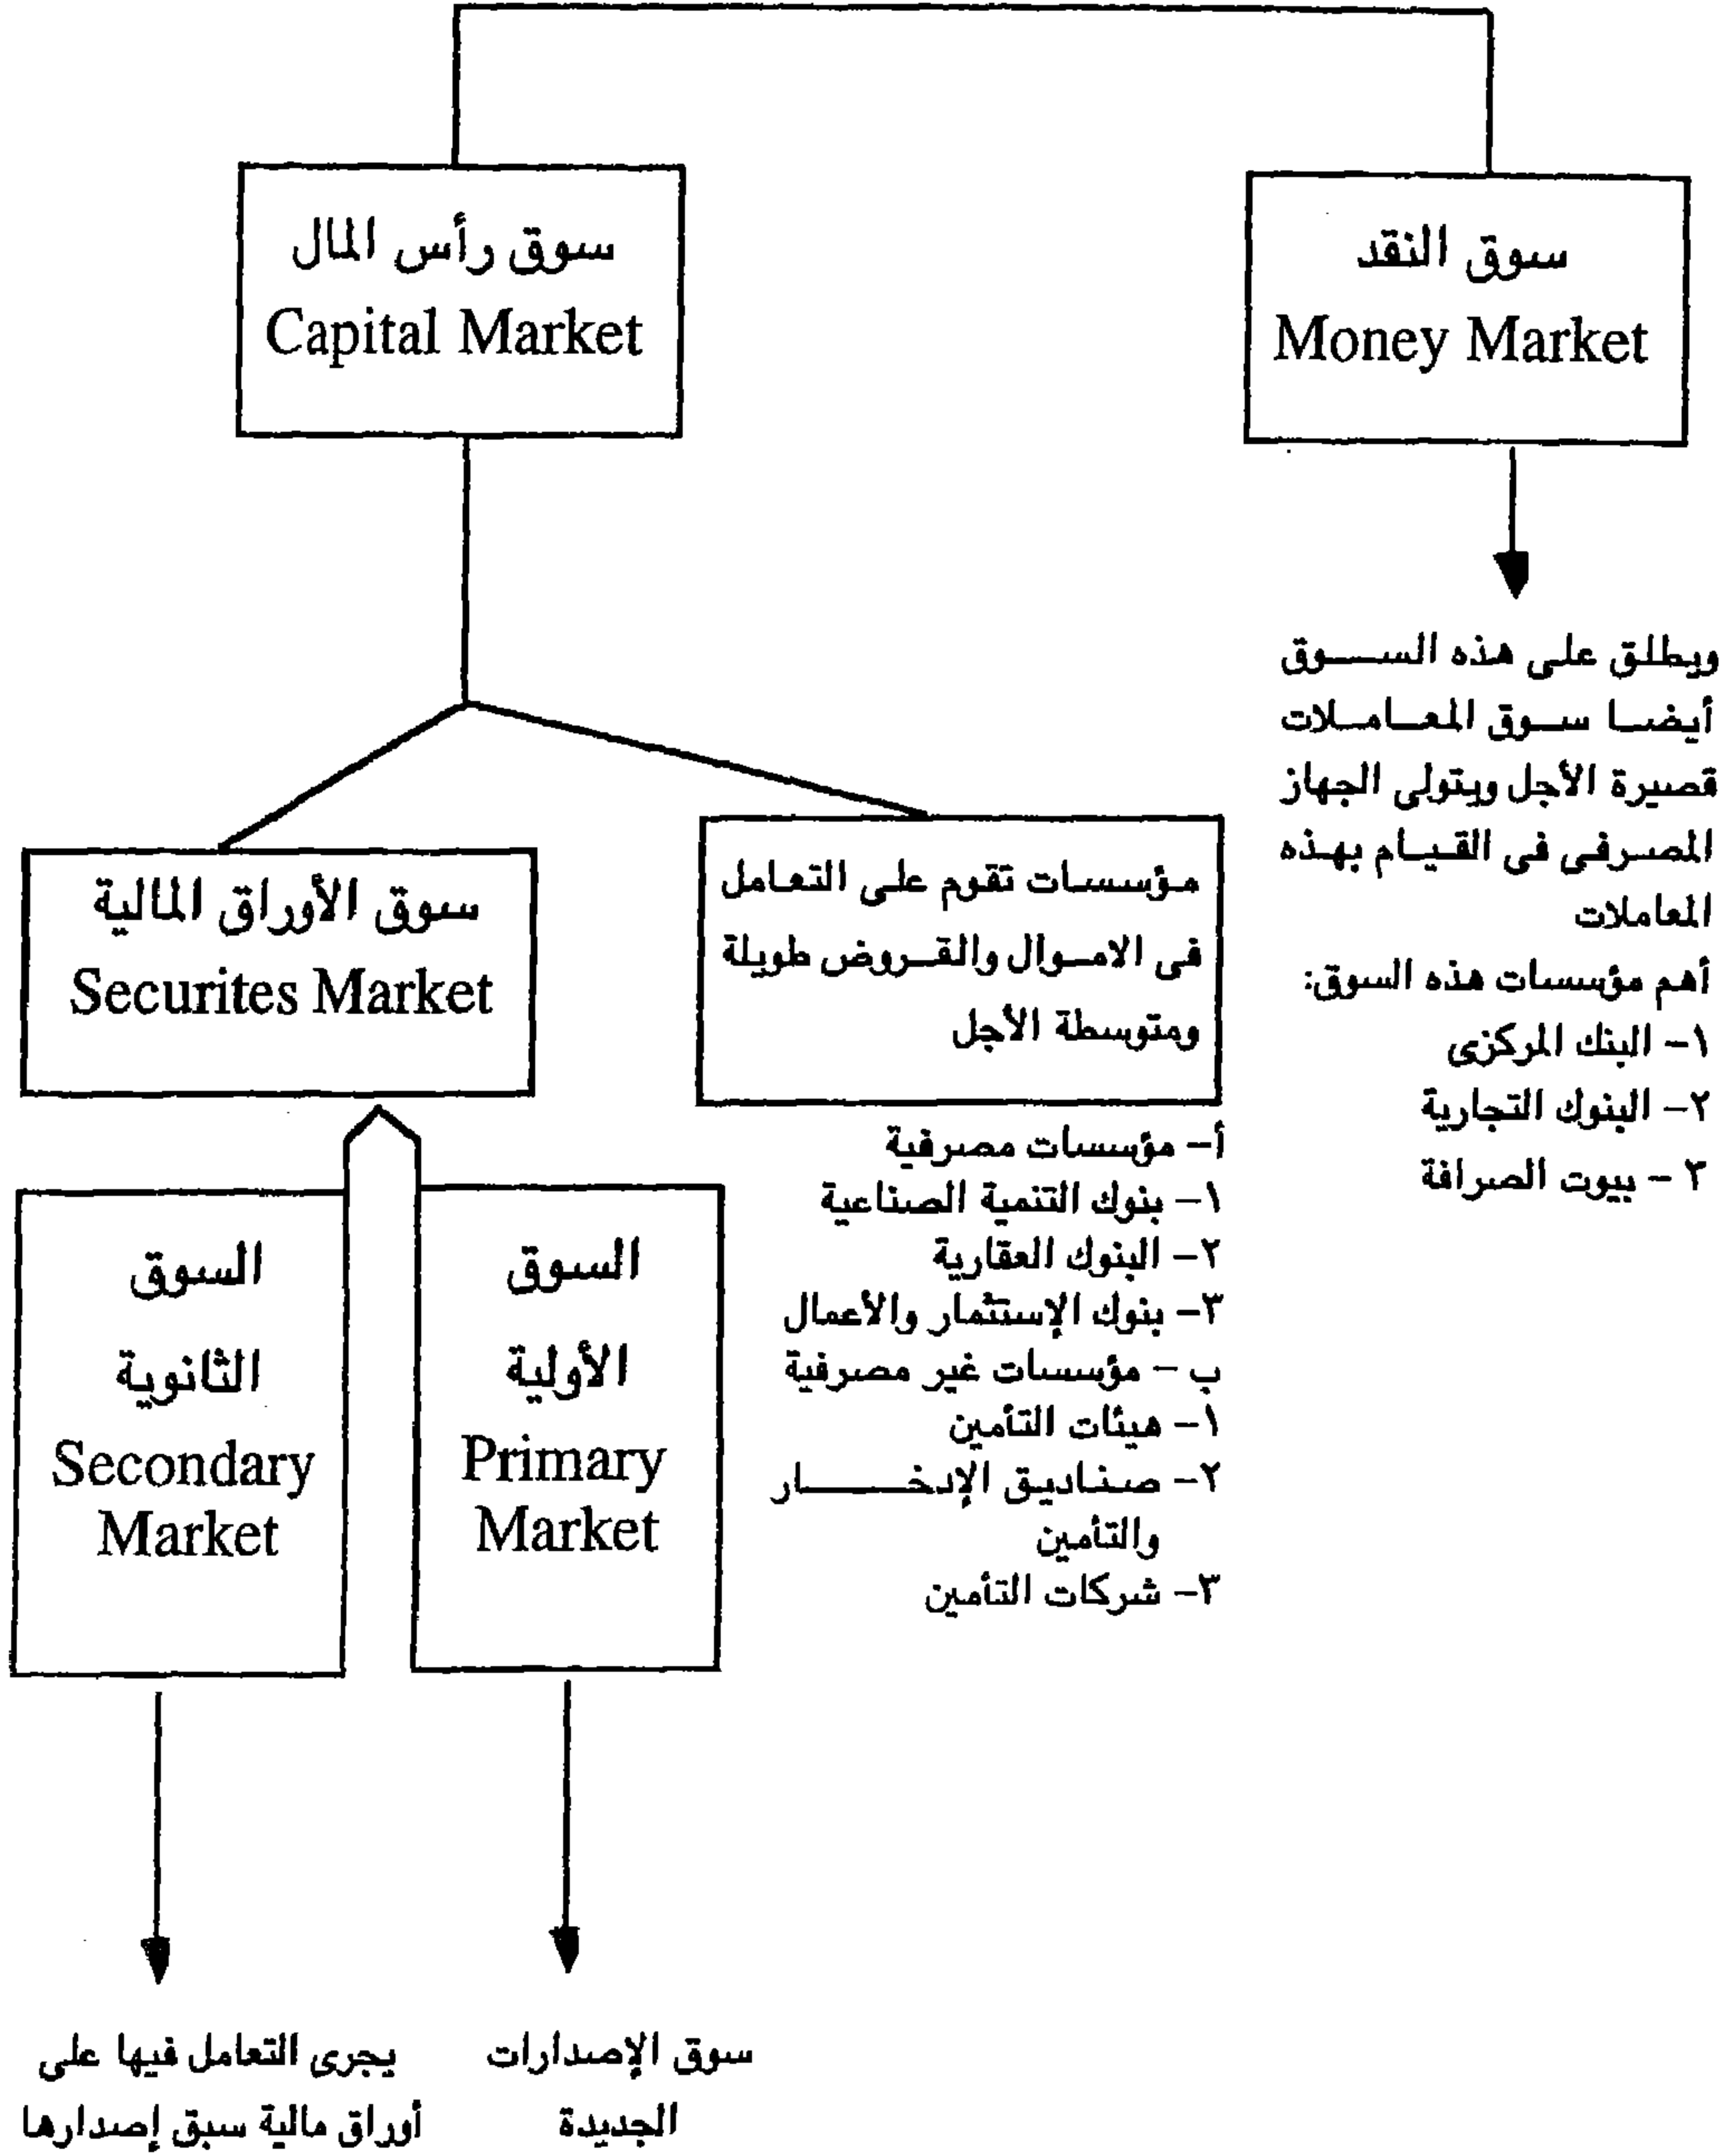 سوق النقد
Money Market
ويطلق على هذه السوق
أيضا سوق المعاملات
قصيرة الأجل ويتولى الجهاز
المصرفى فى القيام بهذه
المعاملات
أهم مؤسسات هذه السوق:
١- البنك المركزى
٢- البنوك التجارية
٣ - بيوت الصرافة
سوق رأس المال
Capital Market
مؤسسات تقوم على التعامل
فى الاموال والقروض طويلة
ومتوسطة الأجل
أ- مؤسسات مصرفية
١- بنوك التنمية الصناعية
٢- البنوك العقارية
٣- بنوك الإستثمار والأعمال
ب - مؤسسات غير مصرفية
١- هيئات التأمين
٢- صناديق الإدخار
والتأمين
٣- شركات التأمين
سوق الأوراق المالية
Securites Market
السوق
الأولية
Primary
Market
سوق الإصدارات
الجديدة
السوق
الثانوية
Secondary
Market
يجرى التعامل فيها على
أوراق مالية سبق إصدارها